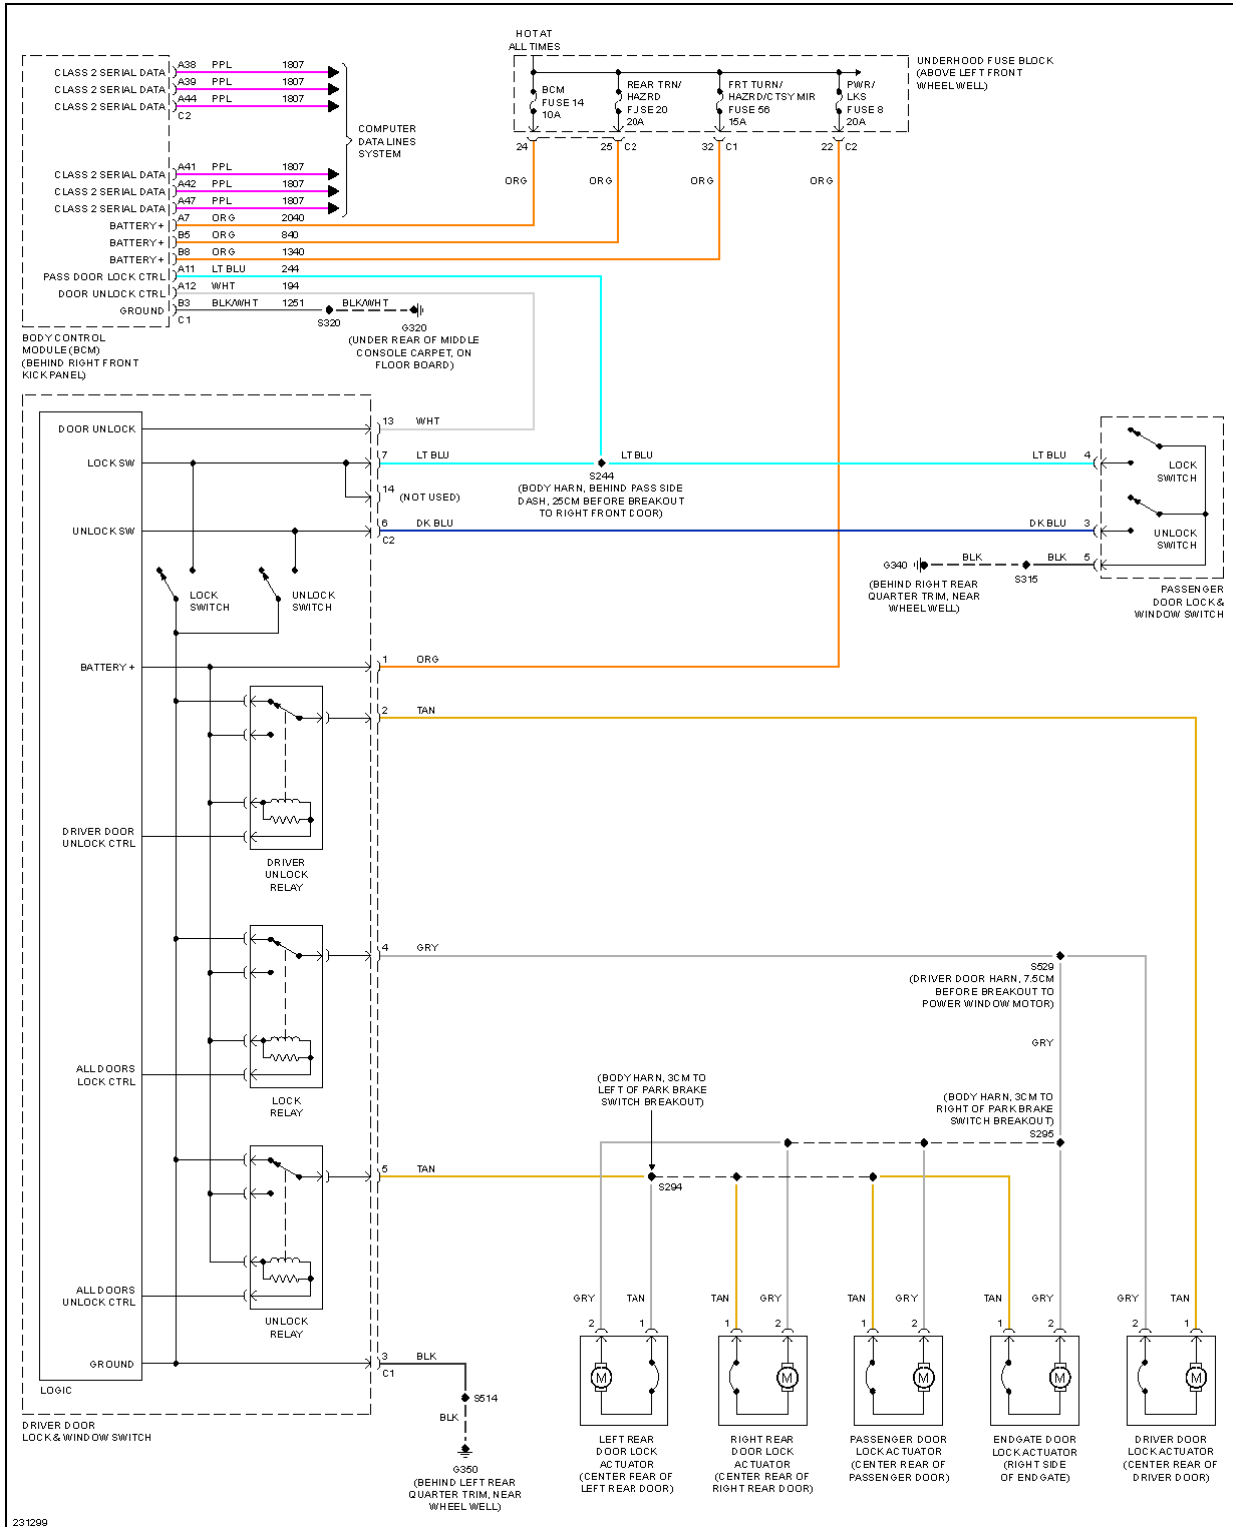 HOT AT
ALL TIMES
UNDERHOOD FUSE BLOCK
(ABOVE LEFT FRONT
WHEEL WELL)
BCM
FUSE 14
10A
REAR TRN/
HAZRD
FJSE 20
20A
FRT TURN/
HAZRD/CTSY MIR
FUSE 56
15A
PWR/
LKS
FUSE 8
20A
24
25 C2
32 C1
22 C2
ORG
ORG
ORG
ORG
CLASS 2 SERIAL DATA A38 PPL 1807
CLASS 2 SERIAL DATA A39 PPL 1807
CLASS 2 SERIAL DATA A44 PPL 1807
C2
COMPUTER
DATA LINES
SYSTEM
CLASS 2 SERIAL DATA A41 PPL 1807
CLASS 2 SERIAL DATA A42 PPL 1807
CLASS 2 SERIAL DATA A47 PPL 1807
BATTERY + A7 ORG 2040
BATTERY + B5 ORG 840
BATTERY + B8 ORG 1340
PASS DOOR LOCK CTRL A11 LT BLU 244
DOOR UNLOCK CTRL A12 WHT 194
GROUND B3 BLK/WHT 1251 BLK/WHT
C1
S320
G320
(UNDER REAR OF MIDDLE
CONSOLE CARPET, ON
FLOOR BOARD)
BODY CONTROL
MODULE (BCM)
(BEHIND RIGHT FRONT
KICK PANEL)
DOOR UNLOCK 13 WHT
LOCK SW 7 LT BLU LT BLU LT BLU 4
S244
(BODY HARN, BEHIND PASS SIDE
DASH, 25CM BEFORE BREAKOUT
TO RIGHT FRONT DOOR)
14 (NOT USED)
UNLOCK SW 6 DK BLU DK BLU 3
C2
LOCK
SWITCH
UNLOCK
SWITCH
LOCK
SWITCH
UNLOCK
SWITCH
G340 BLK BLK 5
S315
(BEHIND RIGHT REAR
QUARTER TRIM, NEAR
WHEEL WELL)
PASSENGER
DOOR LOCK &
WINDOW SWITCH
BATTERY + 1 ORG
2 TAN
DRIVER DOOR
UNLOCK CTRL
DRIVER
UNLOCK
RELAY
4 GRY
S529
(DRIVER DOOR HARN, 7.5CM
BEFORE BREAKOUT TO
POWER WINDOW MOTOR)
GRY
ALL DOORS
LOCK CTRL
LOCK
RELAY
(BODY HARN, 3CM TO
LEFT OF PARK BRAKE
SWITCH BREAKOUT)
(BODY HARN, 3CM TO
RIGHT OF PARK BRAKE
SWITCH BREAKOUT)
S295
5 TAN
S294
ALL DOORS
UNLOCK CTRL
UNLOCK
RELAY
GRY TAN TAN GRY TAN GRY TAN GRY
2 1 1 2 1 2 1 2 2 1
M M M M M
GROUND 3 BLK
C1
LOGIC
S514
BLK
G350
(BEHIND LEFT REAR
QUARTER TRIM, NEAR
WHEEL WELL)
DRIVER DOOR
LOCK & WINDOW SWITCH
LEFT REAR
DOOR LOCK
ACTUATOR
(CENTER REAR OF
LEFT REAR DOOR)
RIGHT REAR
DOOR LOCK
ACTUATOR
(CENTER REAR OF
RIGHT REAR DOOR)
PASSENGER DOOR
LOCK ACTUATOR
(CENTER REAR OF
PASSENGER DOOR)
ENDGATE DOOR
LOCK ACTUATOR
(RIGHT SIDE
OF ENDGATE)
DRIVER DOOR
LOCK ACTUATOR
(CENTER REAR OF
DRIVER DOOR)
231299